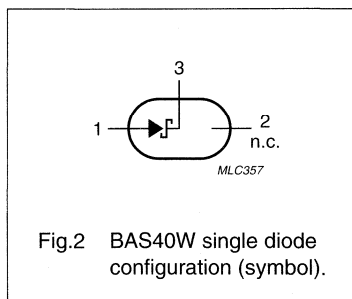 3
1
2
n.c.
MLC357
Fig.2 BAS40W single diode
configuration (symbol).